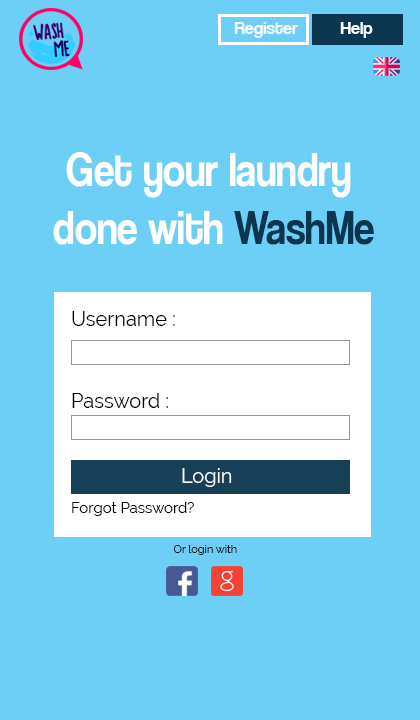 WASH
ME
Register
Help
Get your laundry
done with WashMe
Username :
Password :
Login
Forgot Password?
Or login with
f
g